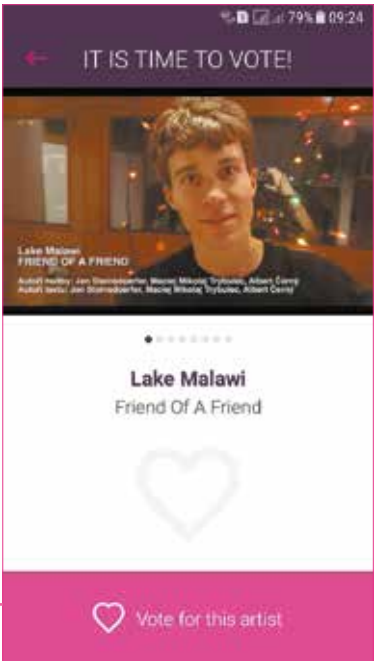 79% 09:24
IT IS TIME TO VOTE!
Lake Malawi
FRIEND OF A FRIEND
Autoři hudby: Jan Steinsdoerfer, Maciej Mikolaj Trybulec, Albert Černý
Autoři textu: Jan Steinsdoerfer, Maciej Mikolaj Trybulec, Albert Černý
Lake Malawi
Friend Of A Friend
Vote for this artist